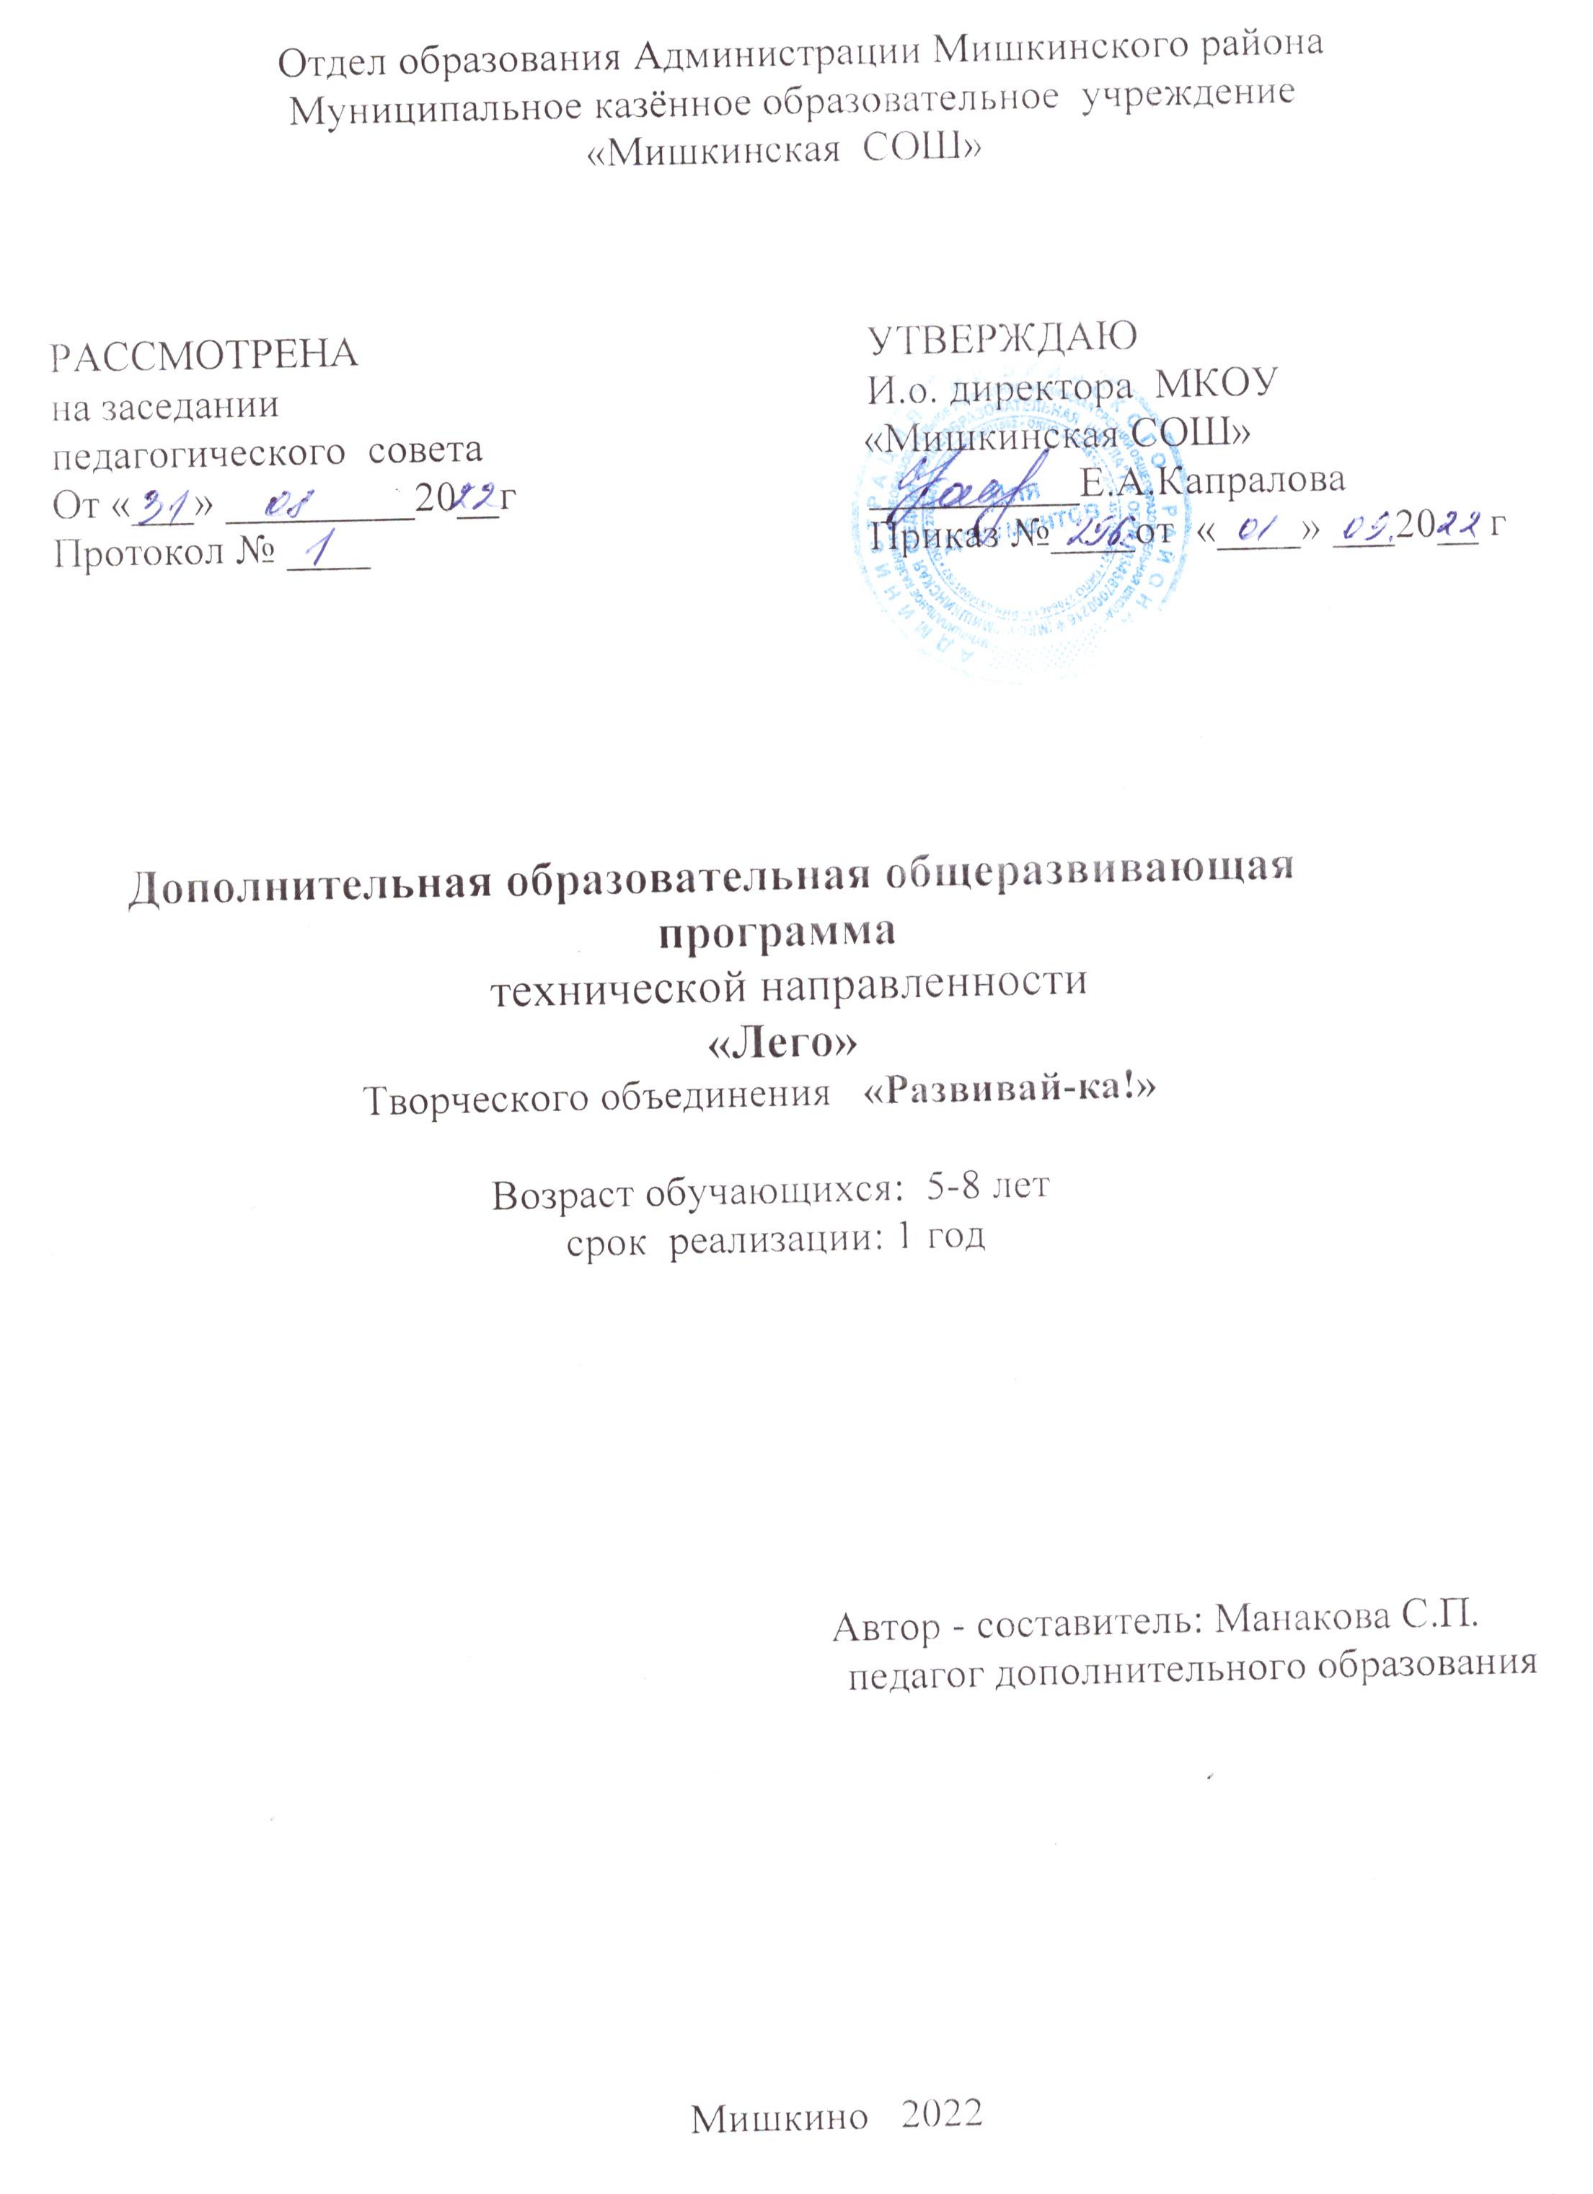 Отдел образования Администрации Мишкинского района
Муниципальное казённое образовательное учреждение
«Мишкинская СОШ»
РАССМОТРЕНА
на заседании
педагогического совета
От «31» 08 2022г
Протокол № 1
УТВЕРЖДАЮ
И.о. директора МКОУ
«Мишкинская СОШ»
Е.А.Капралова
Приказ № 296 от «01» 09.2022 г
Дополнительная образовательная общеразвивающая
программа
технической направленности
«Лего»
Творческого объединения «Развивай-ка!»
Возраст обучающихся: 5-8 лет
срок реализации: 1 год
Автор - составитель: Манакова С.П.
педагог дополнительного образования
Мишкино 2022